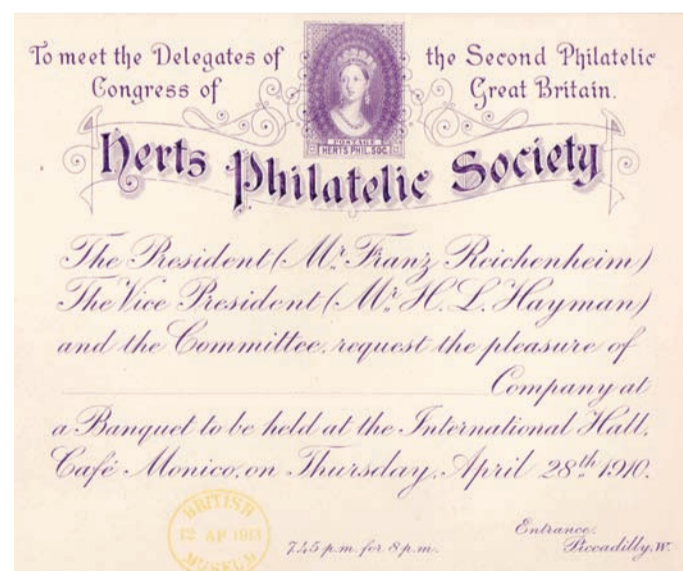 To meet the Delegates of the Second Philatelic
Congress of Great Britain.
POSTAGE
HERTS PHIL. SOC.
Herts Philatelic Society
The President (Mr. Franz Reichenheim)
The Vice President (Mr. H. L. Hayman)
and the Committee, request the pleasure of
Company at
a Banquet to be held at the International Hall,
Café Monico, on Thursday, April 28th 1910.
BRITISH
12 AP 1913
MUSEUM
7.45 p.m. for 8 p.m.
Entrance:
Piccadilly, W.